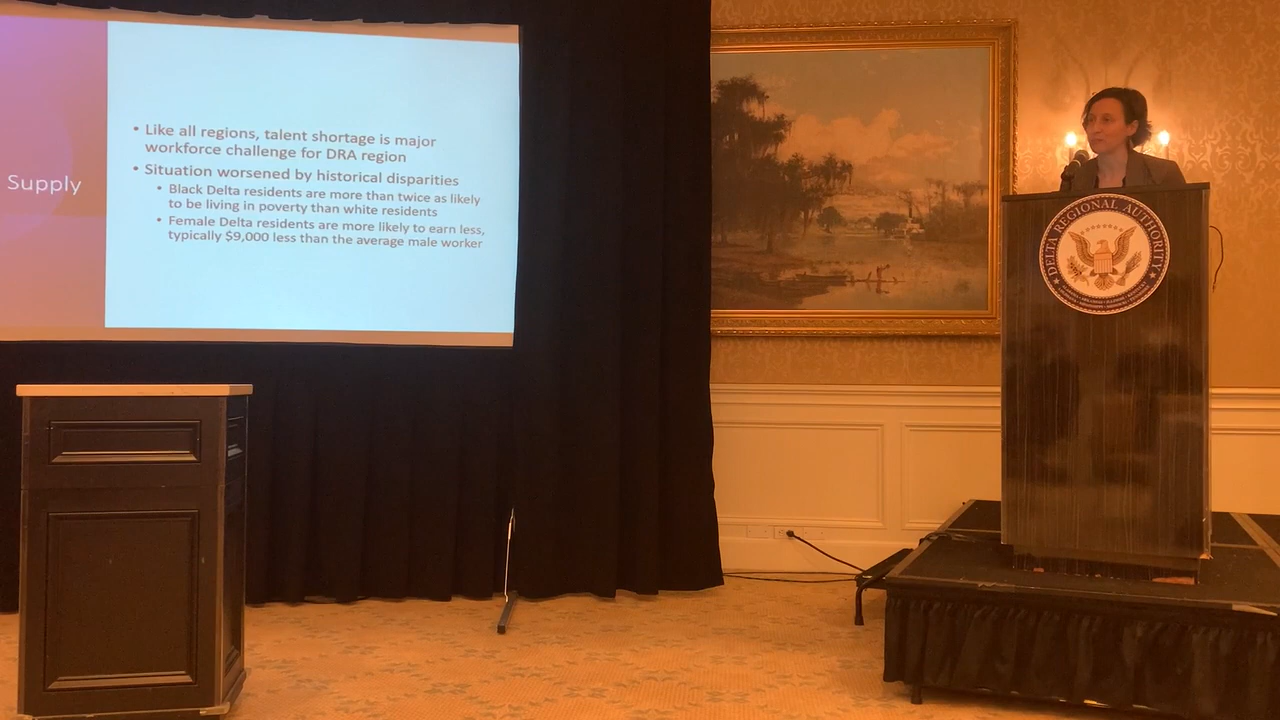 Supply
• Like all regions, talent shortage is major
workforce challenge for DRA region
• Situation worsened by historical disparities
• Black Delta residents are more than twice as likely
to be living in poverty than white residents
• Female Delta residents are more likely to earn less,
typically $9,000 less than the average male worker
DELTA REGIONAL AUTHORITY